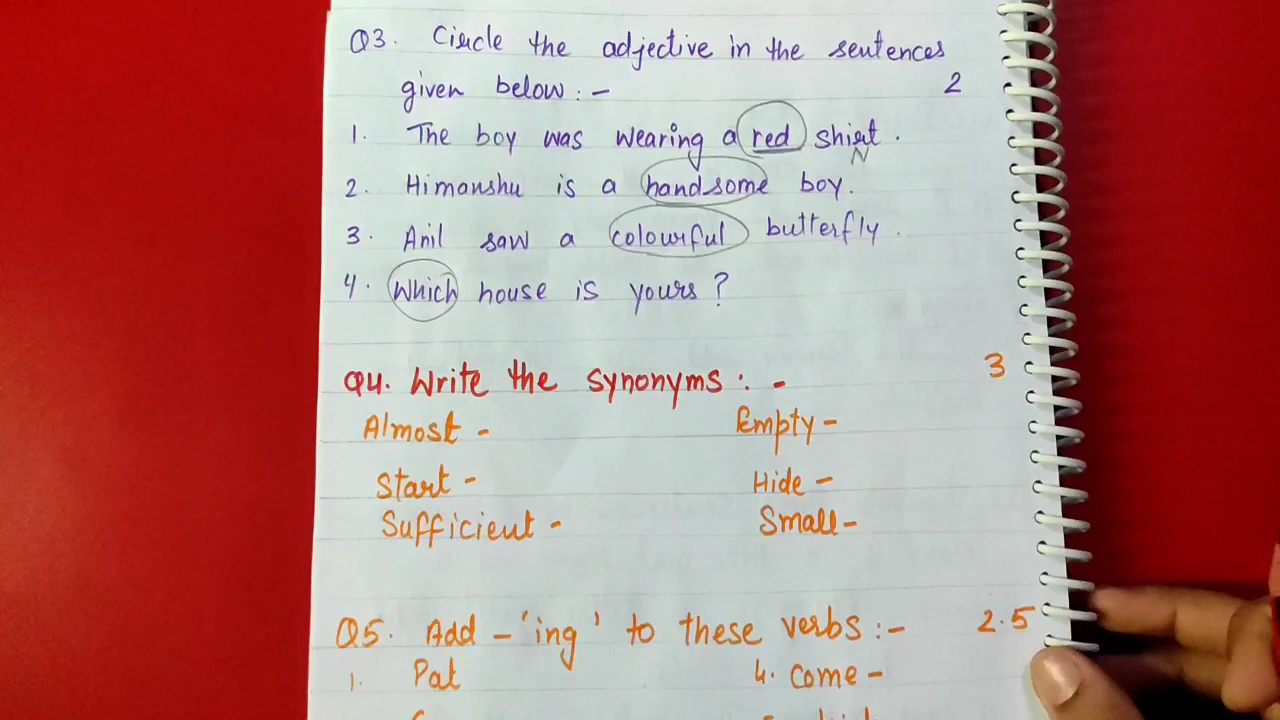 Q3. Circle the adjective in the sentences
given below :- 2
1. The boy was wearing a red shirt.
N
2. Himanshu is a handsome boy.
3. Anil saw a colourful butterfly.
4. Which house is yours?
Q4. Write the synonyms :- 3
Almost - Empty -
Start - Hide -
Sufficient - Small -
Q5. Add -'ing' to these verbs :- 2.5
1. Pat 4. Come -